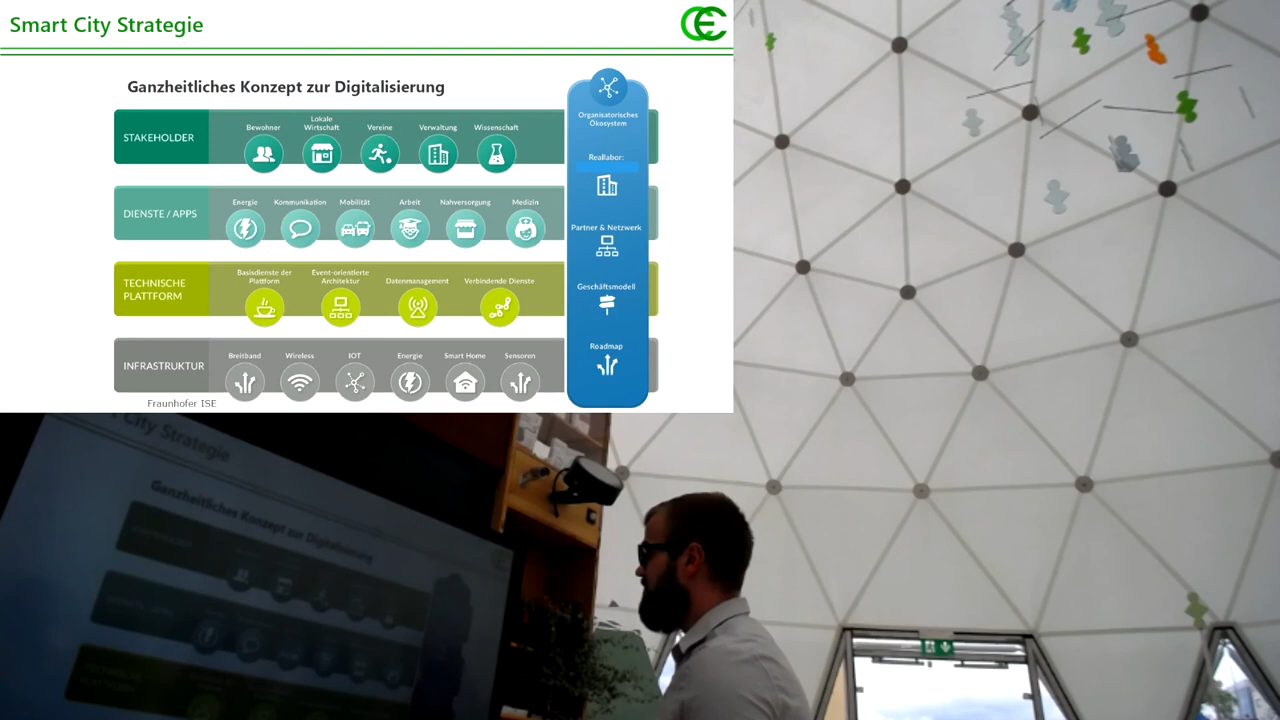 Smart City Strategie
Ganzheitliches Konzept zur Digitalisierung
STAKEHOLDER
Bewohner
Lokale
Wirtschaft
Vereine
Verwaltung
Wissenschaft
DIENSTE / APPS
Energie
Kommunikation
Mobilität
Arbeit
Nahversorgung
Medizin
TECHNISCHE
PLATTFORM
Basisdienste der
Plattform
Event-orientierte
Architektur
Datenmanagement
Verbindende Dienste
INFRASTRUKTUR
Breitband
Wireless
IOT
Energie
Smart Home
Sensoren
Organisatorisches
Ökosystem
Reallabor:
Partner & Netzwerk
Geschäftsmodell
Roadmap
Fraunhofer ISE
City Strategie
Ganzheitliches Konzept zur Digitalisierung